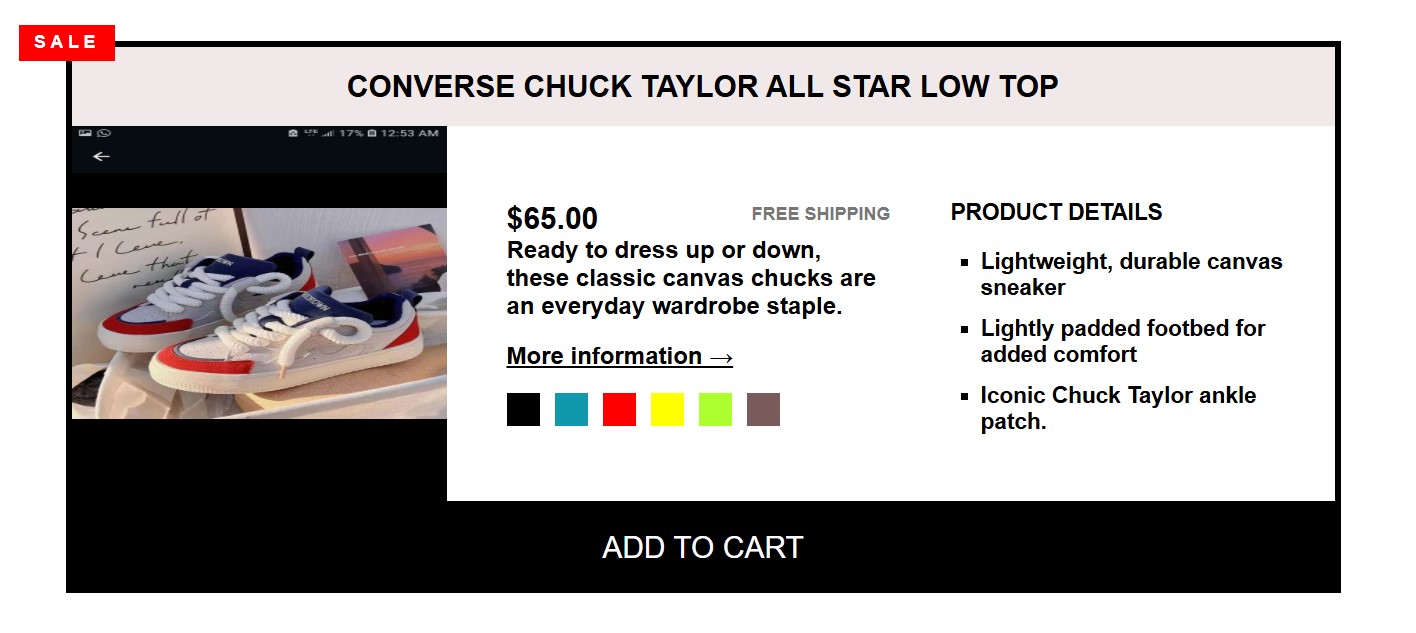 SALE
CONVERSE CHUCK TAYLOR ALL STAR LOW TOP
LTE 17% 12:53 AM
Scene full of
I Love.
Love that
$65.00
FREE SHIPPING
Ready to dress up or down,
these classic canvas chucks are
an everyday wardrobe staple.
More information →
PRODUCT DETAILS
Lightweight, durable canvas
sneaker
Lightly padded footbed for
added comfort
Iconic Chuck Taylor ankle
patch.
ADD TO CART